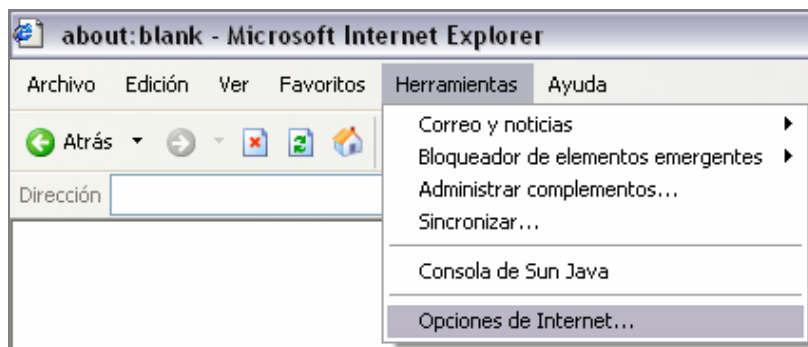 about:blank - Microsoft Internet Explorer
Archivo Edición Ver Favoritos Herramientas Ayuda
Atrás
Dirección
Correo y noticias
Bloqueador de elementos emergentes
Administrar complementos...
Sincronizar...
Consola de Sun Java
Opciones de Internet...